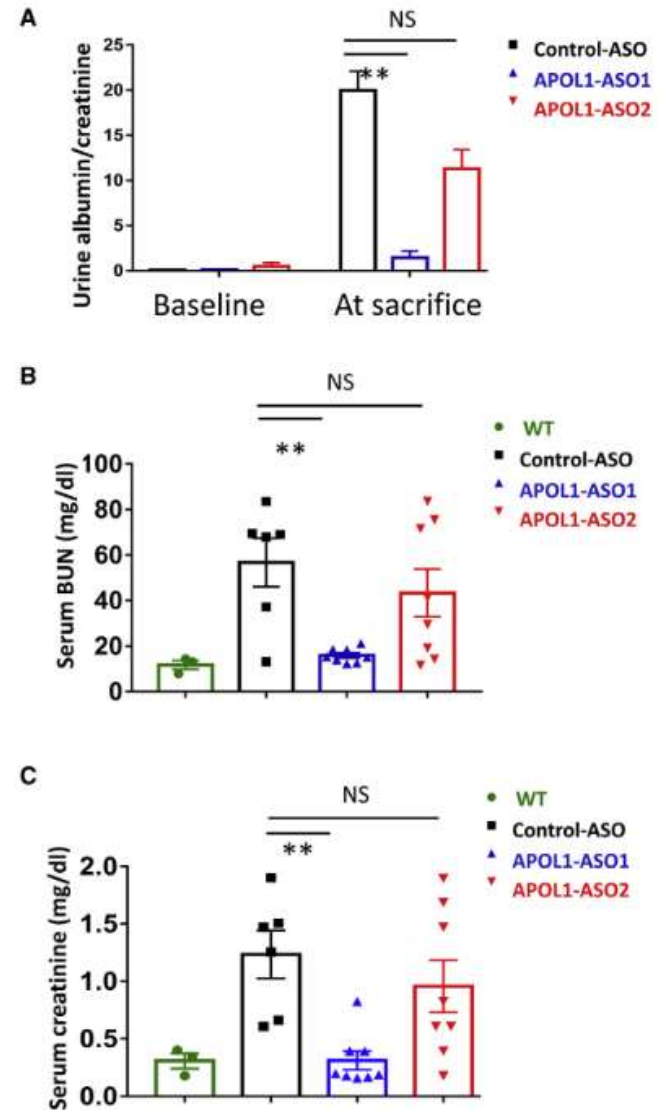 A
NS
**
25
20
15
10
5
0
Urine albumin/creatinine
Baseline
At sacrifice
Control-ASO
APOL1-ASO1
APOL1-ASO2
B
NS
**
100
80
60
40
20
0
Serum BUN (mg/dl)
WT
Control-ASO
APOL1-ASO1
APOL1-ASO2
C
NS
**
2.0
1.5
1.0
0.5
0.0
Serum creatinine (mg/dl)
WT
Control-ASO
APOL1-ASO1
APOL1-ASO2